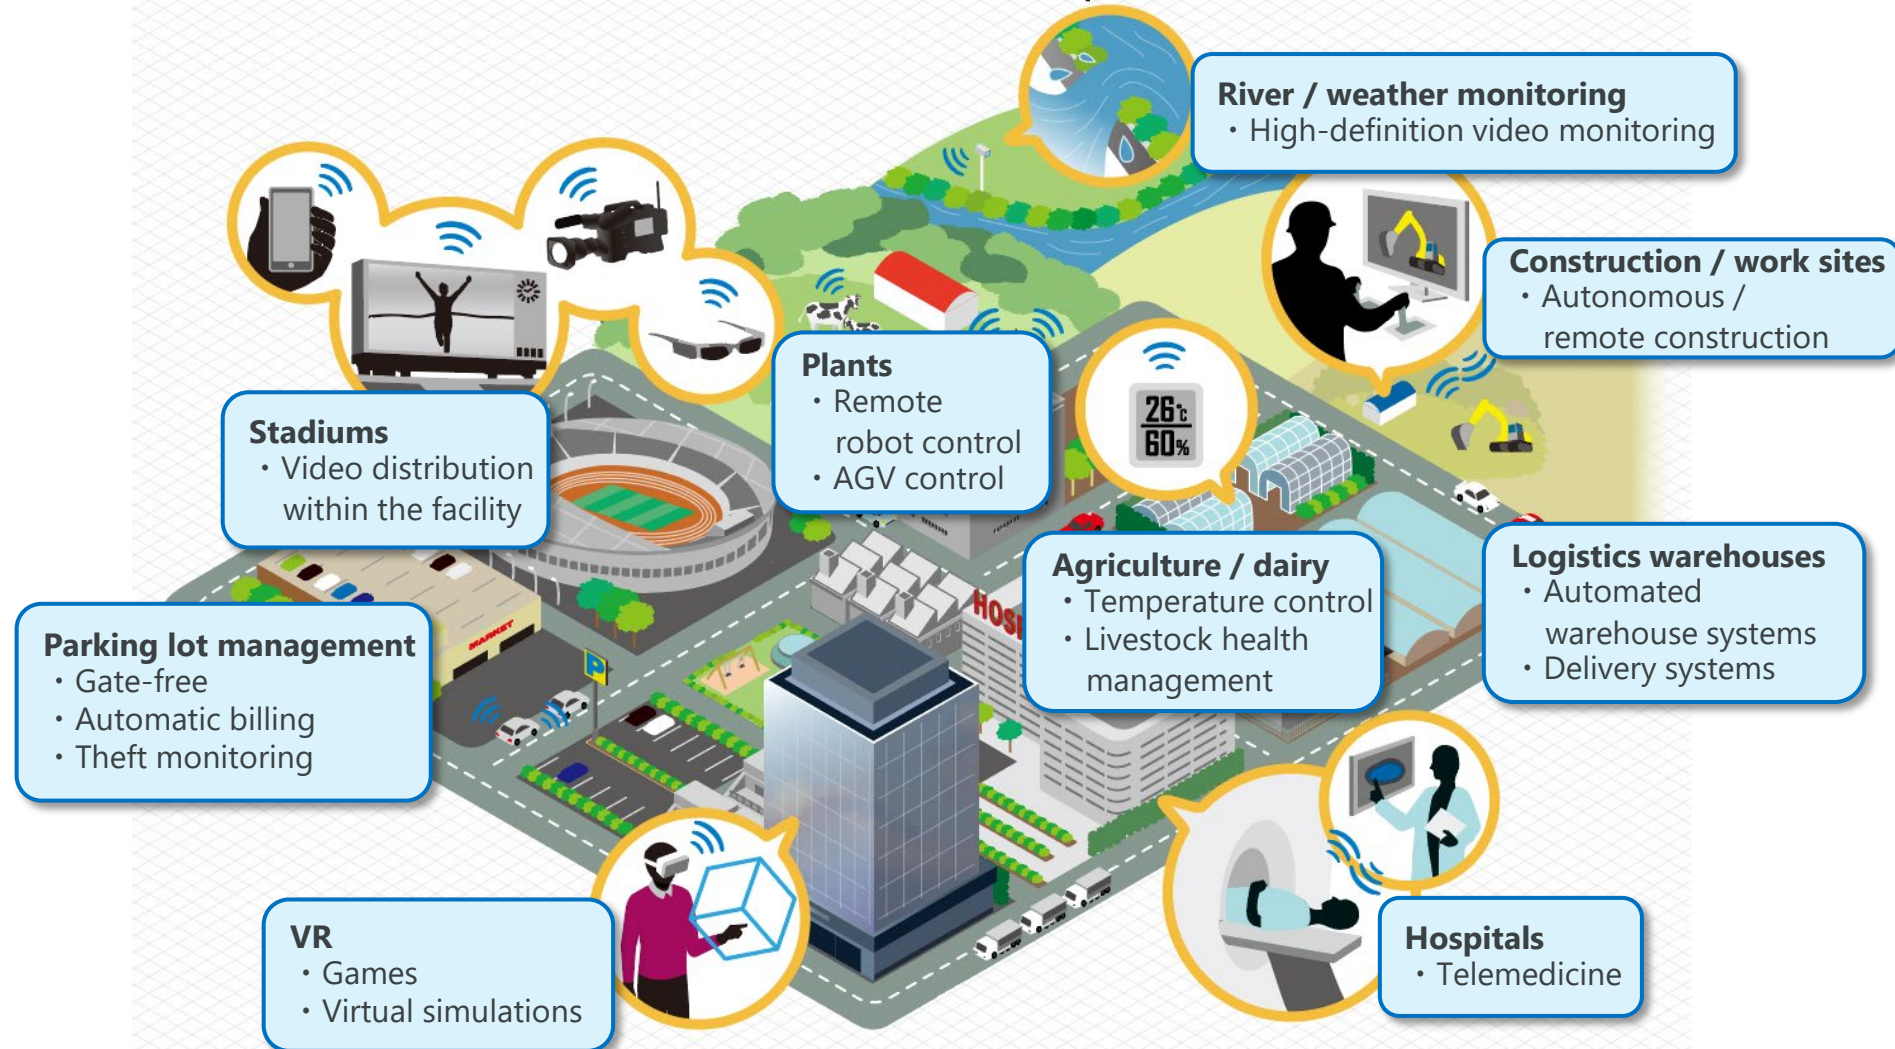 River / weather monitoring
・High-definition video monitoring
Construction / work sites
・Autonomous /
remote construction
Plants
・Remote
robot control
・AGV control
26℃
60%
Stadiums
・Video distribution
within the facility
Agriculture / dairy
・Temperature control
・Livestock health
management
Logistics warehouses
・Automated
warehouse systems
・Delivery systems
Parking lot management
・Gate-free
・Automatic billing
・Theft monitoring
MARKET
P
HOSP
VR
・Games
・Virtual simulations
Hospitals
・Telemedicine